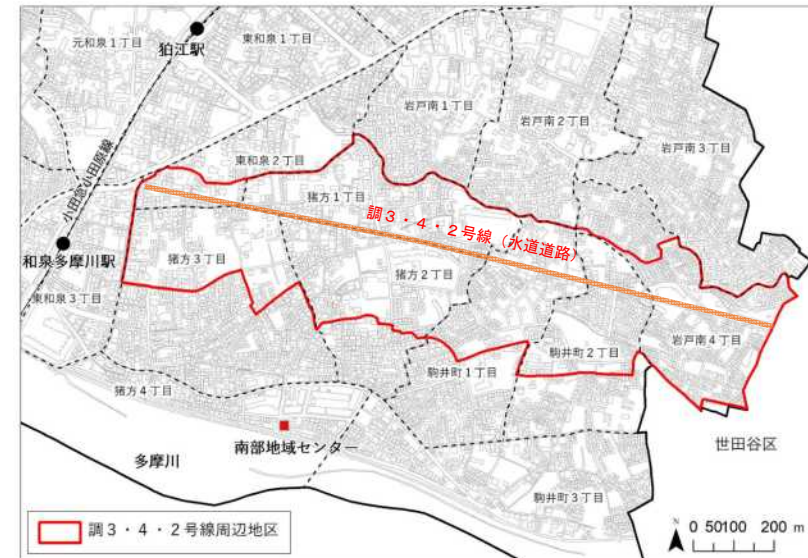 元和泉1丁目
狛江駅
東和泉1丁目
岩戸南1丁目
岩戸南2丁目
岩戸南3丁目
小田急小田原線
東和泉2丁目
猪方1丁目
調3・4・2号線（水道道路）
和泉多摩川駅
猪方3丁目
猪方2丁目
東和泉3丁目
岩戸南4丁目
駒井町2丁目
駒井町1丁目
猪方4丁目
南部地域センター
世田谷区
多摩川
駒井町3丁目
調3・4・2号線周辺地区
N
0 50100 200 m